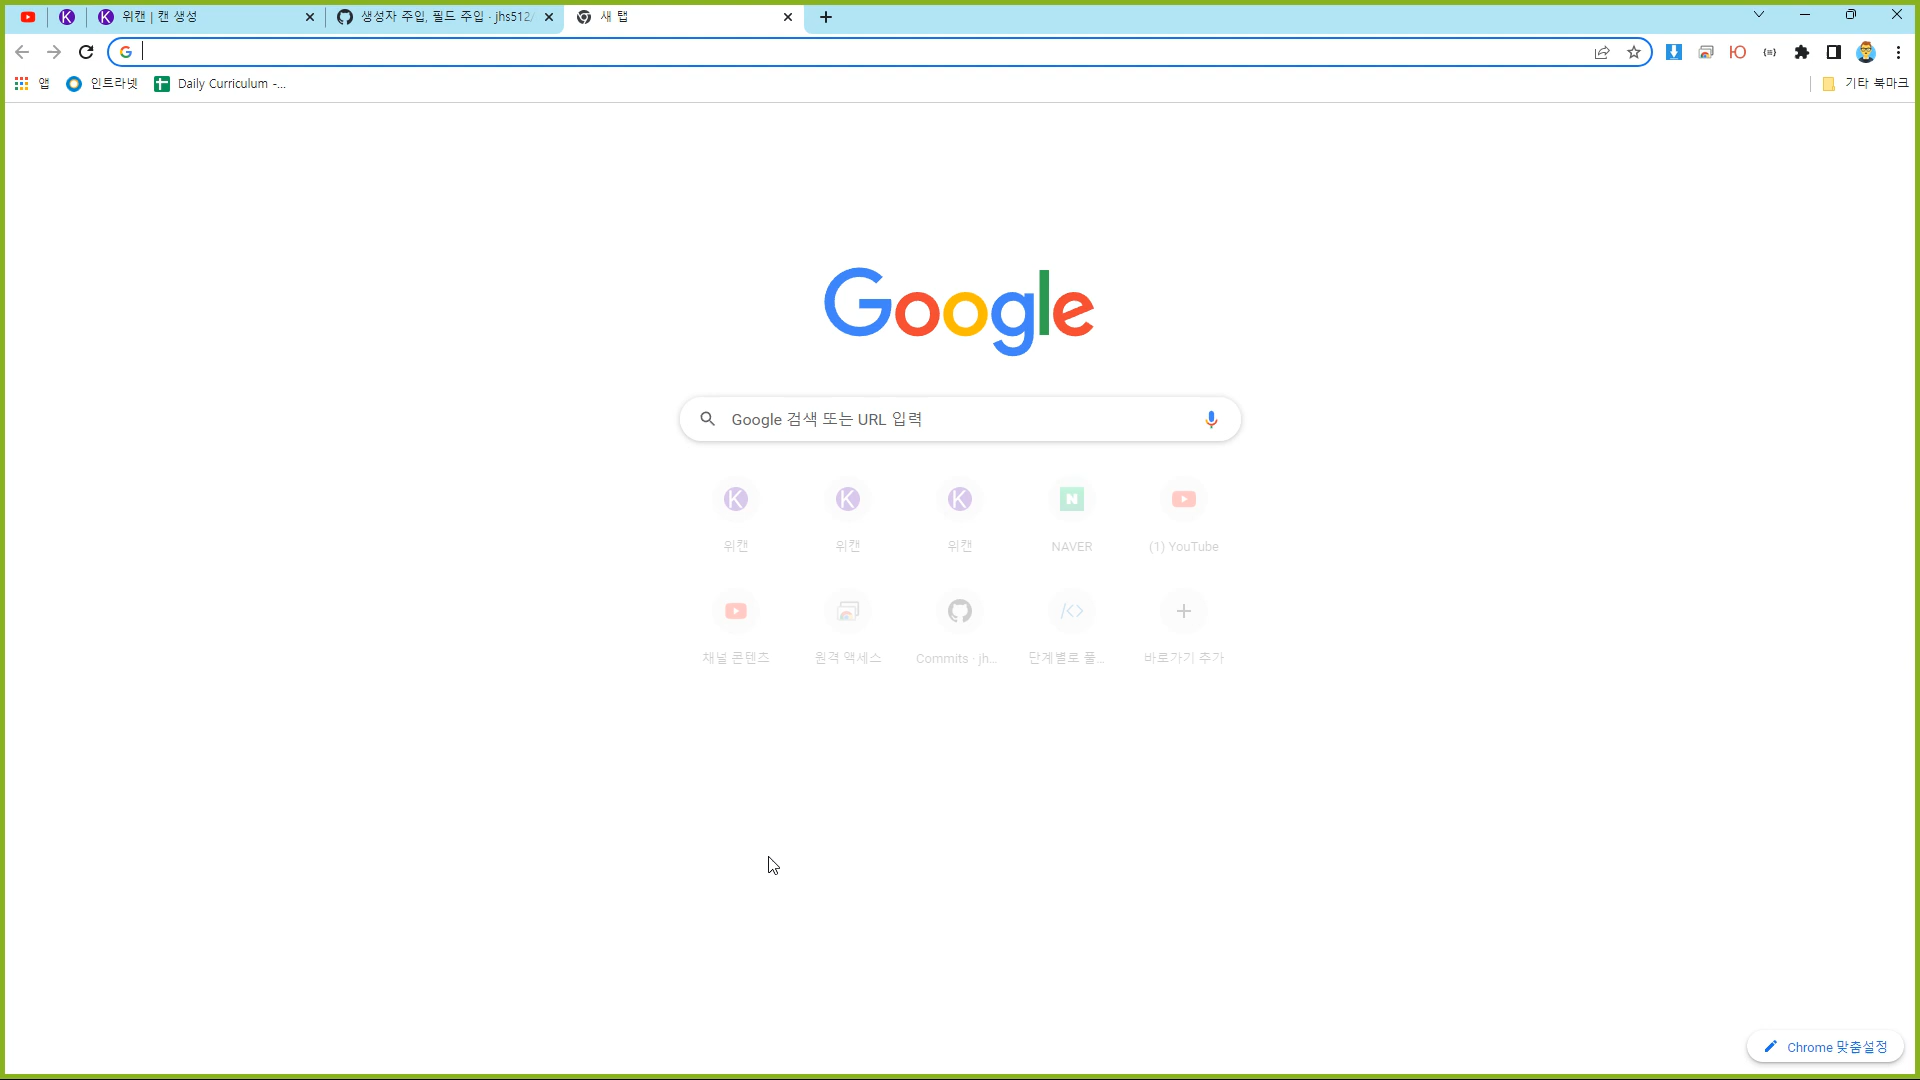 위캔 | 캔 생성
생성자 주입, 필드 주입 · jhs512/
새 탭
앱
인트라넷
Daily Curriculum -...
기타 북마크
Google
Google 검색 또는 URL 입력
위캔
위캔
위캔
NAVER
(1) YouTube
채널 콘텐츠
원격 액세스
Commits · jh...
단계별로 풀...
바로가기 추가
Chrome 맞춤설정